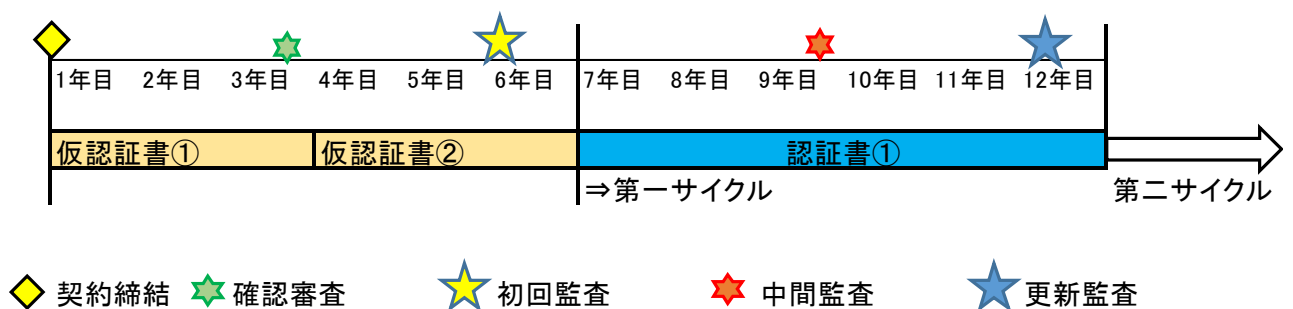 1年目 2年目 3年目 4年目 5年目 6年目 7年目 8年目 9年目 10年目 11年目 12年目
仮認証書① 仮認証書② 認証書①
⇒第一サイクル 第二サイクル
契約締結 確認審査 初回監査 中間監査 更新監査